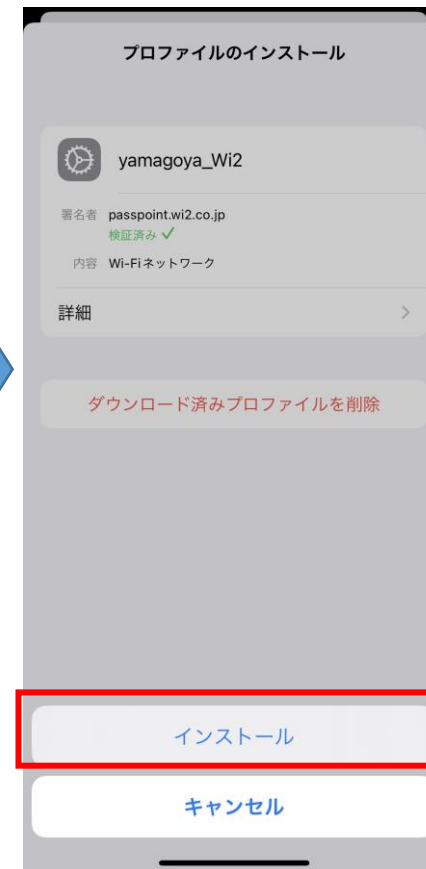 プロファイルのインストール
yamagoya_Wi2
署名者 passpoint.wi2.co.jp
検証済み ✓
内容 Wi-Fiネットワーク
詳細
ダウンロード済みプロファイルを削除
インストール
キャンセル